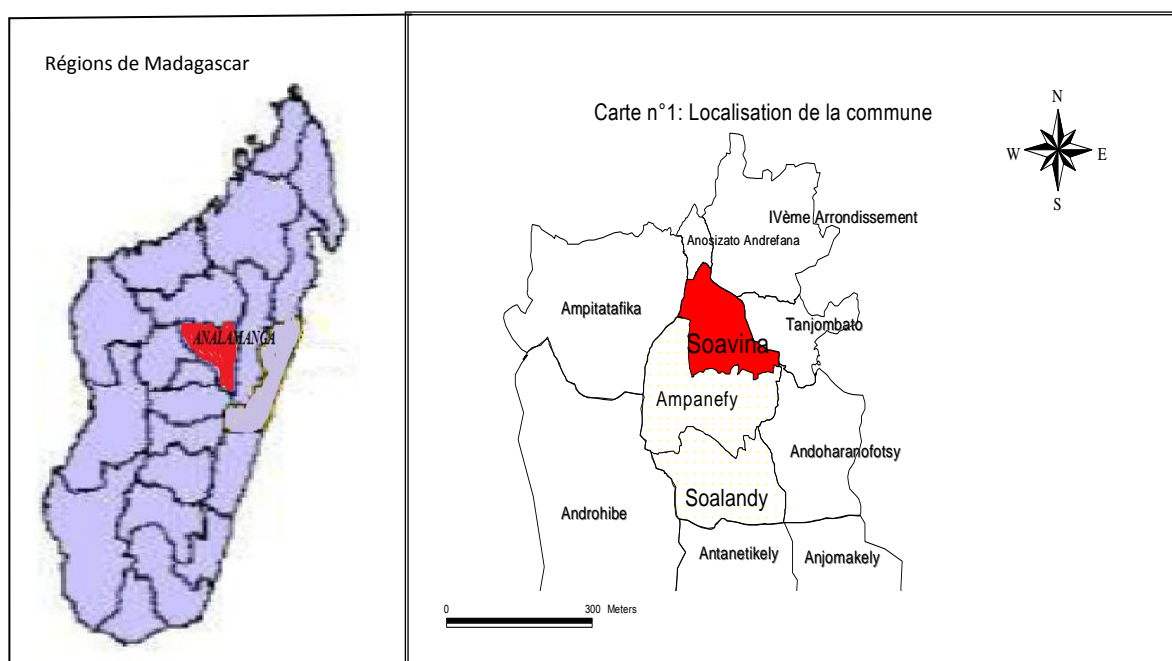 Régions de Madagascar
ANALAMANGA
Carte n°1: Localisation de la commune
N
W E
S
IVème Arrondissement
Anosizato Andrefana
Ampitatafika
Tanjombato
Soavina
Ampanefy
Andoharanofotsy
Soalandy
Androhibe
Antanetikely
Anjomakely
0 300 Meters